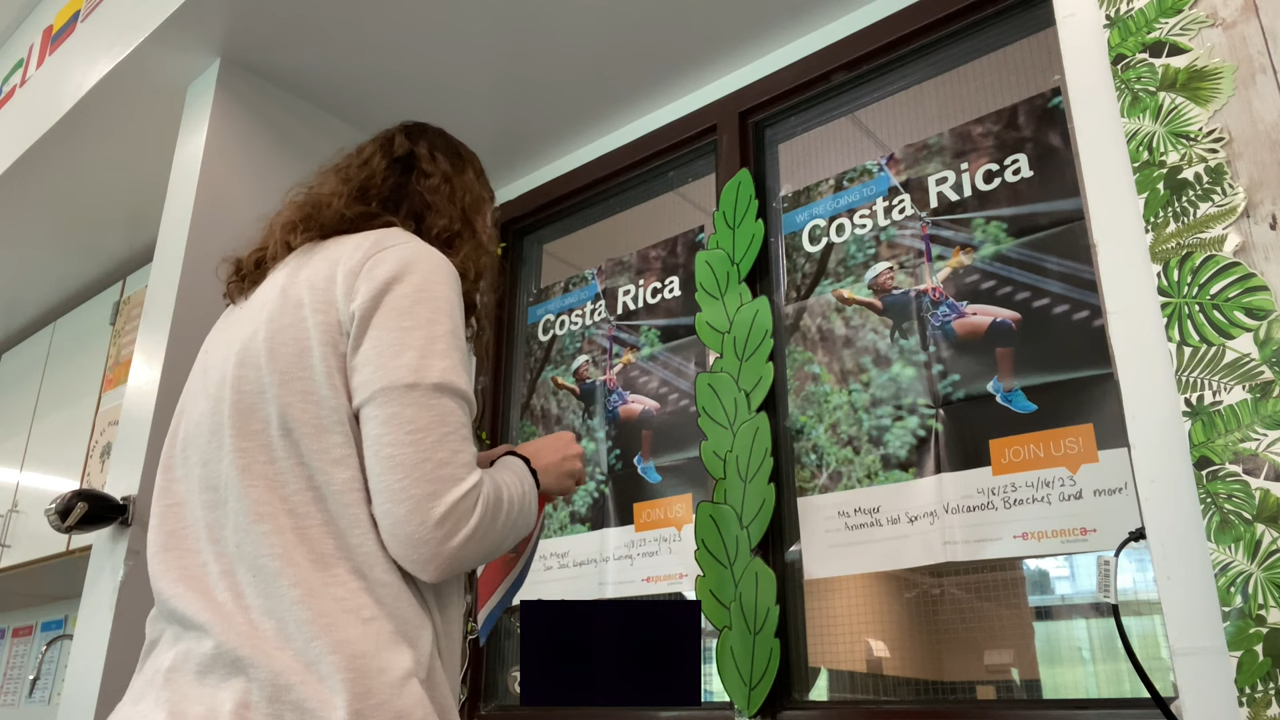 CLUB
WE'RE GOING TO
Costa Rica
JOIN US!
4/8/23-4/16/23
Ms Meyer
+ more!
explorica
WE'RE GOING TO
Costa Rica
JOIN US!
4/8/23-4/16/23
Ms Meyer
Animals, Hot Springs, Volcanoes, Beaches and more!
explorica